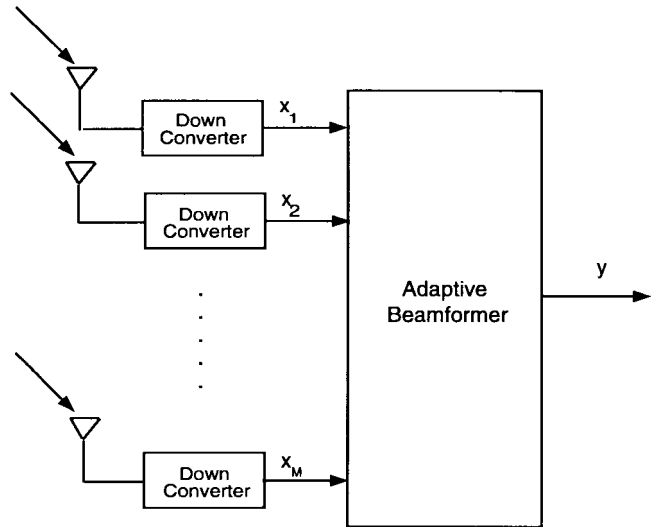 Down
Converter
x1
Down
Converter
x2
Adaptive
Beamformer
y
Down
Converter
xM